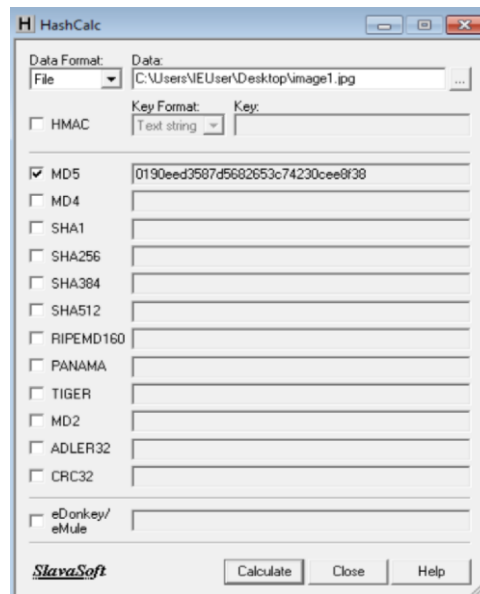 H HashCalc
Data Format: Data:
File C:\Users\IEUser\Desktop\image1.jpg ...
Key Format: Key:
HMAC Text string
MD5 0190eed3587d5682653c74230cee8f38
MD4
SHA1
SHA256
SHA384
SHA512
RIPEMD160
PANAMA
TIGER
MD2
ADLER32
CRC32
eDonkey/
eMule
SlavaSoft Calculate Close Help